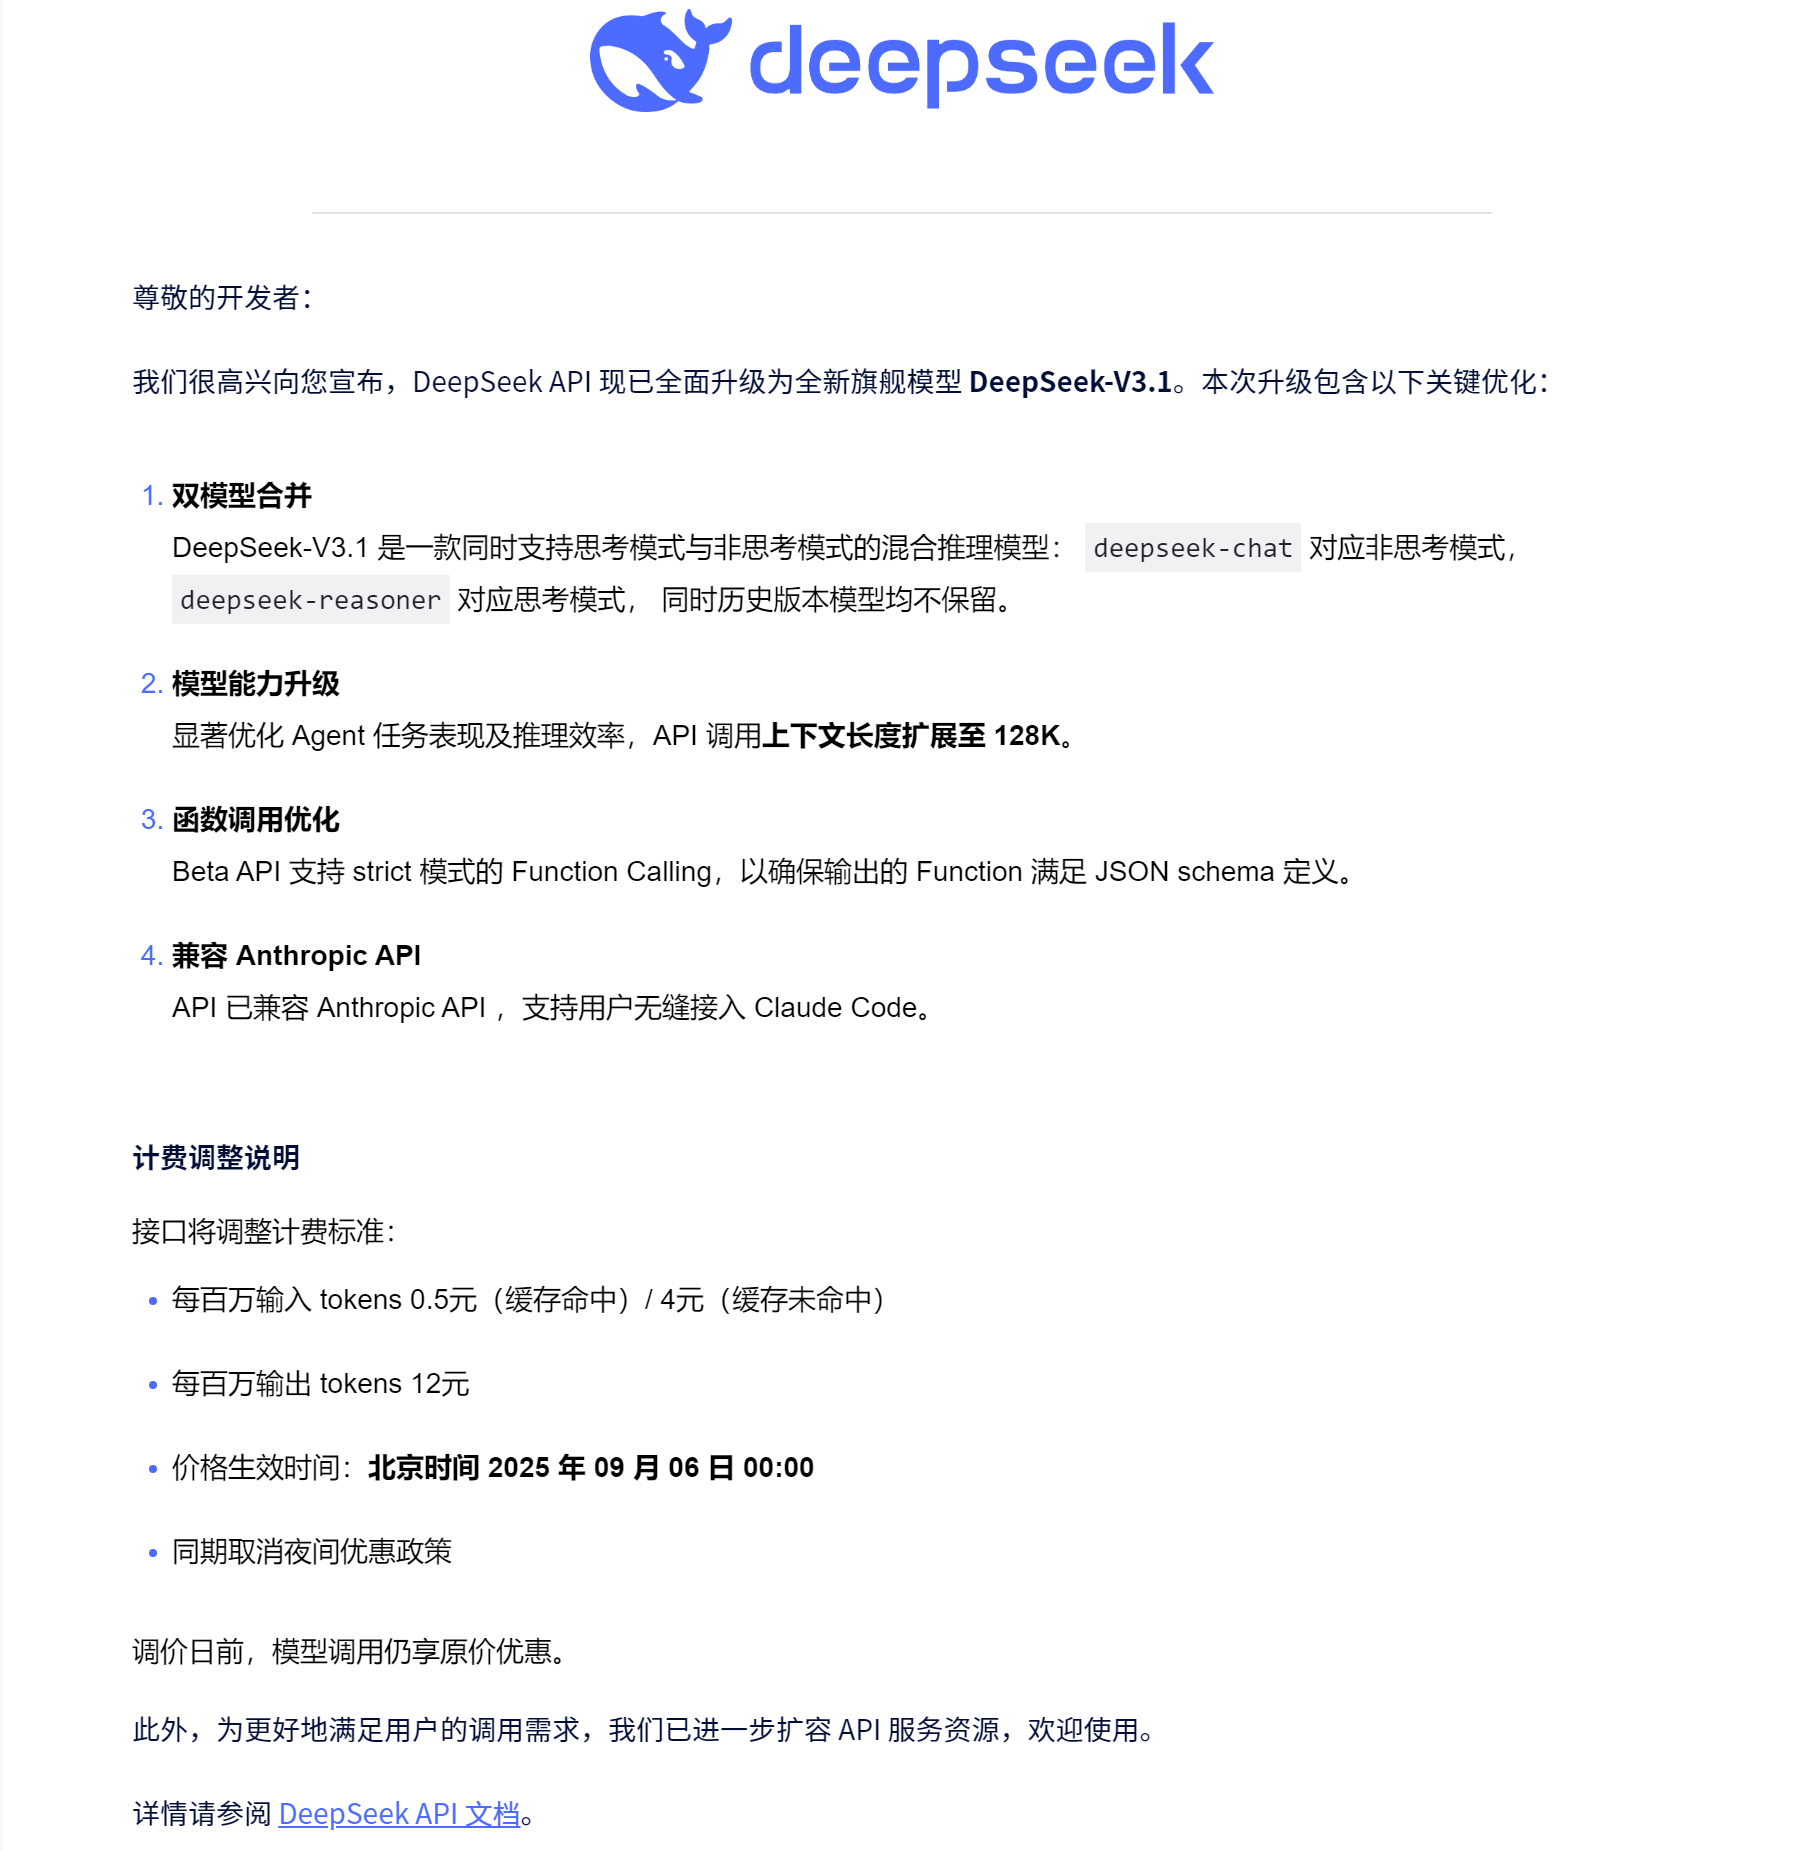 deepseek
尊敬的开发者：
我们很高兴向您宣布，DeepSeek API 现已全面升级为全新旗舰模型 DeepSeek-V3.1。本次升级包含以下关键优化：
1. 双模型合并
DeepSeek-V3.1 是一款同时支持思考模式与非思考模式的混合推理模型： deepseek-chat 对应非思考模式，
deepseek-reasoner 对应思考模式， 同时历史版本模型均不保留。
2. 模型能力升级
显著优化 Agent 任务表现及推理效率，API 调用上下文长度扩展至 128K。
3. 函数调用优化
Beta API 支持 strict 模式的 Function Calling，以确保输出的 Function 满足 JSON schema 定义。
4. 兼容 Anthropic API
API 已兼容 Anthropic API ，支持用户无缝接入 Claude Code。
计费调整说明
接口将调整计费标准：
• 每百万输入 tokens 0.5元（缓存命中）/ 4元（缓存未命中）
• 每百万输出 tokens 12元
• 价格生效时间：北京时间 2025 年 09 月 06 日 00:00
• 同期取消夜间优惠政策
调价日前，模型调用仍享原价优惠。
此外，为更好地满足用户的调用需求，我们已进一步扩容 API 服务资源，欢迎使用。
详情请参阅 DeepSeek API 文档。